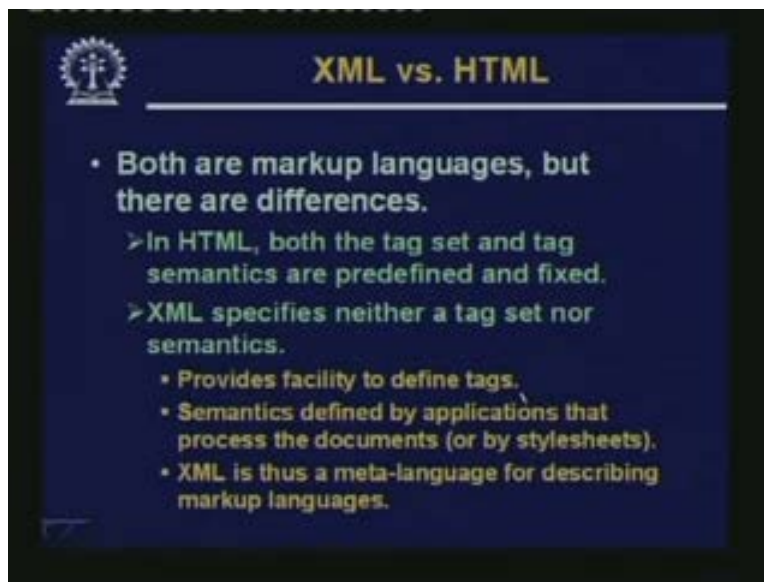 XML vs. HTML
• Both are markup languages, but
there are differences.
➢In HTML, both the tag set and tag
semantics are predefined and fixed.
➢XML specifies neither a tag set nor
semantics.
▪ Provides facility to define tags.
▪ Semantics defined by applications that
process the documents (or by stylesheets).
▪ XML is thus a meta-language for describing
markup languages.